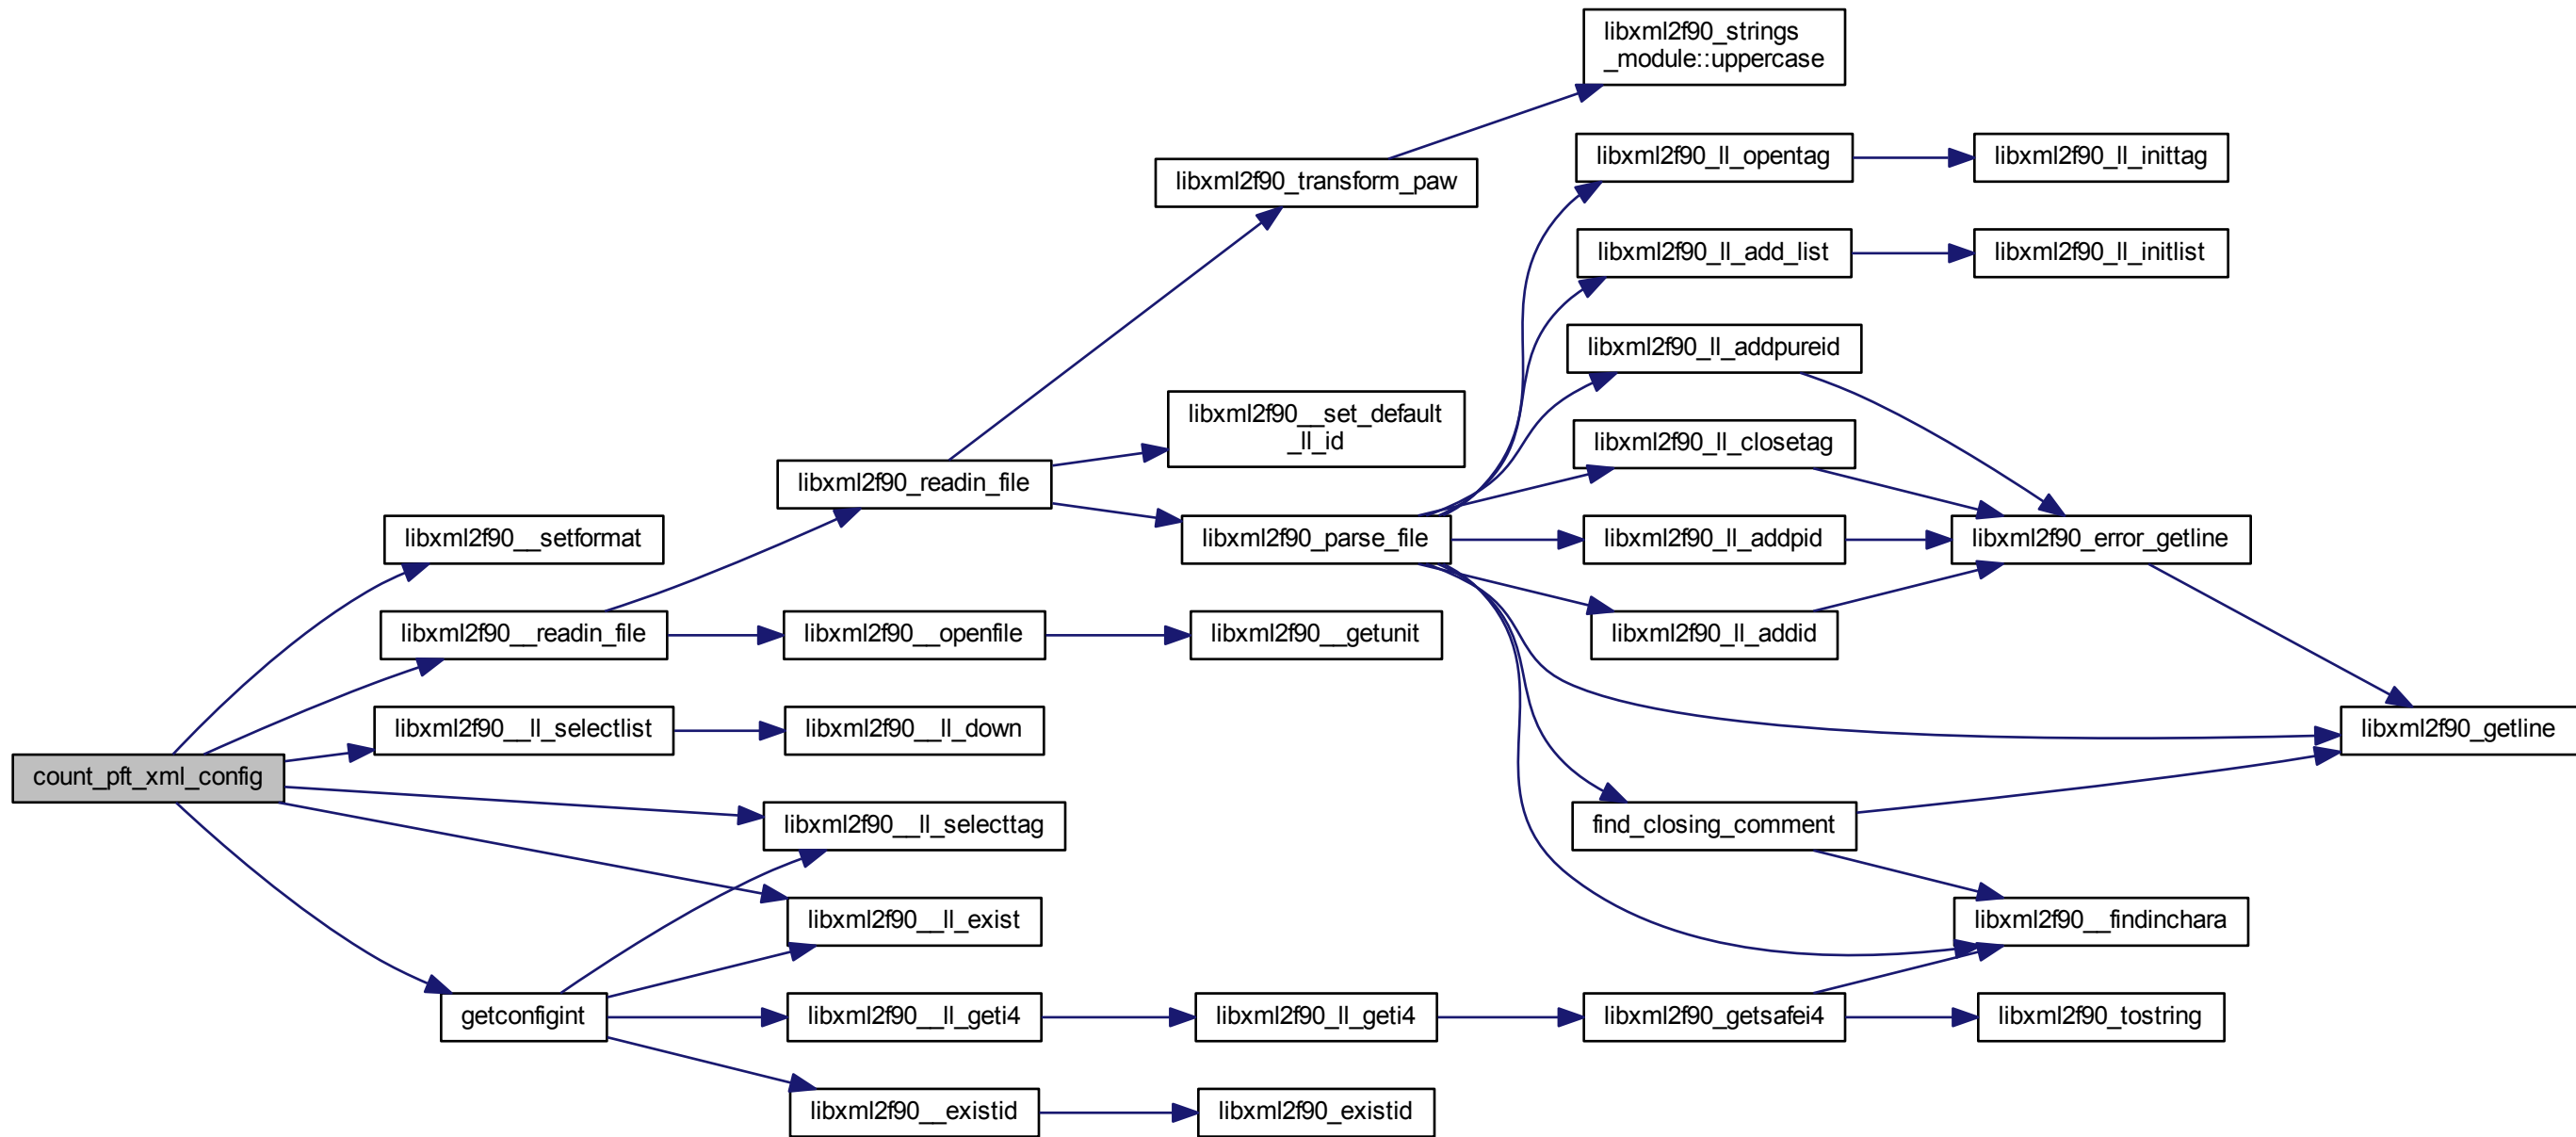 libxml2f90_strings
_module::uppercase
libxml2f90_ll_opentag
libxml2f90_ll_inittag
libxml2f90_transform_paw
libxml2f90_ll_add_list
libxml2f90_ll_initlist
libxml2f90_ll_addpureid
libxml2f90__set_default
_ll_id
libxml2f90_ll_closetag
libxml2f90_readin_file
libxml2f90__setformat
libxml2f90_parse_file
libxml2f90_ll_addpid
libxml2f90_error_getline
libxml2f90__readin_file
libxml2f90__openfile
libxml2f90__getunit
libxml2f90_ll_addid
libxml2f90__ll_selectlist
libxml2f90__ll_down
libxml2f90_getline
count_pft_xml_config
libxml2f90__ll_selecttag
find_closing_comment
libxml2f90__ll_exist
libxml2f90__findinchara
getconfigint
libxml2f90__ll_geti4
libxml2f90_ll_geti4
libxml2f90_getsafei4
libxml2f90_tostring
libxml2f90__existid
libxml2f90_existid